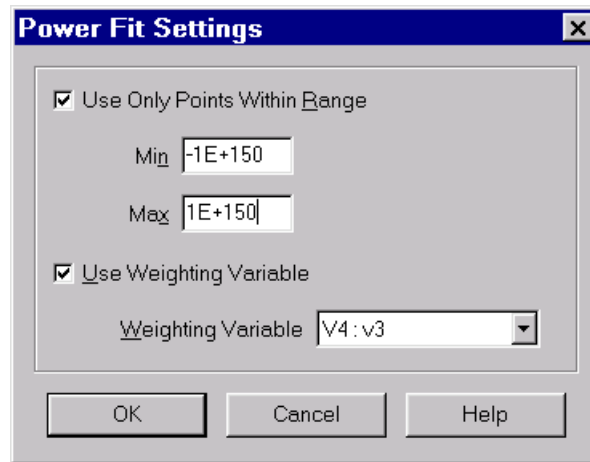 Power Fit Settings
Use Only Points Within Range
Min -1E+150
Max 1E+150
Use Weighting Variable
Weighting Variable V4 : v3
OK Cancel Help